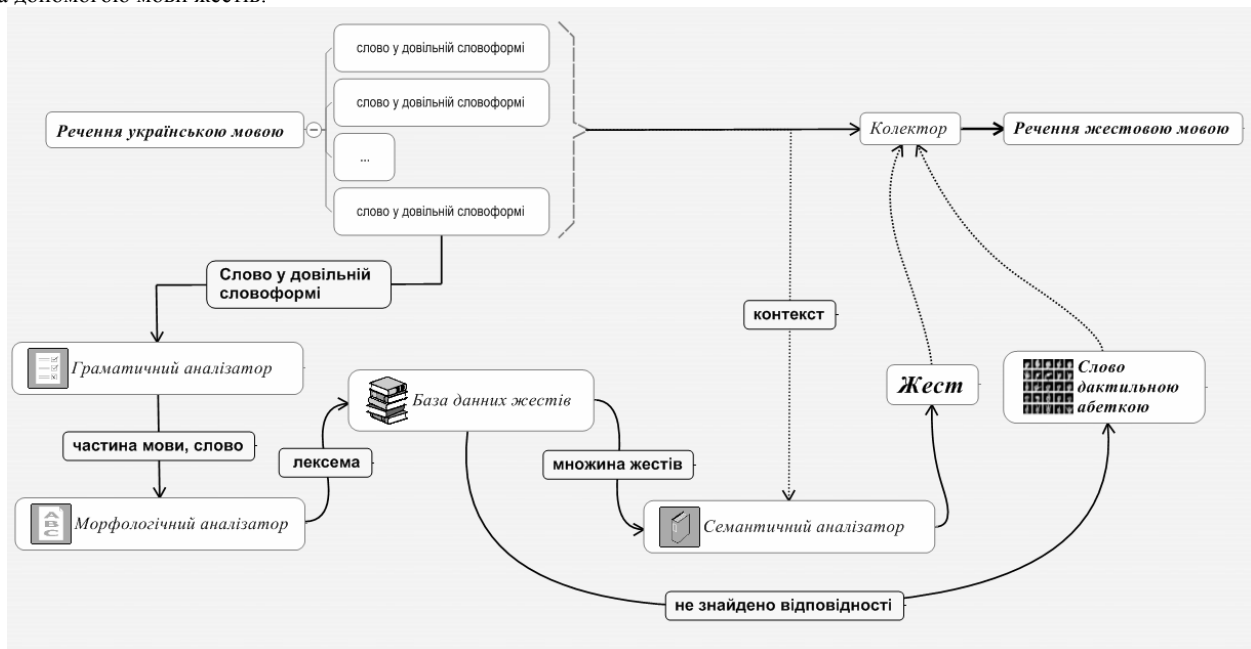 за допомогою мови жестів.
слово у довільній словоформі
слово у довільній словоформі
Речення українською мовою
...
слово у довільній словоформі
Колектор
Речення жестовою мовою
Слово у довільній
словоформі
контекст
Граматичний аналізатор
База данних жестів
Жест
Слово
дактильною
абеткою
частина мови, слово
лексема
множина жестів
A
B
C
Морфологічний аналізатор
Семантичний аналізатор
не знайдено відповідності